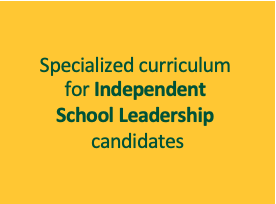 Specialized curriculum
for Independent
School Leadership
candidates